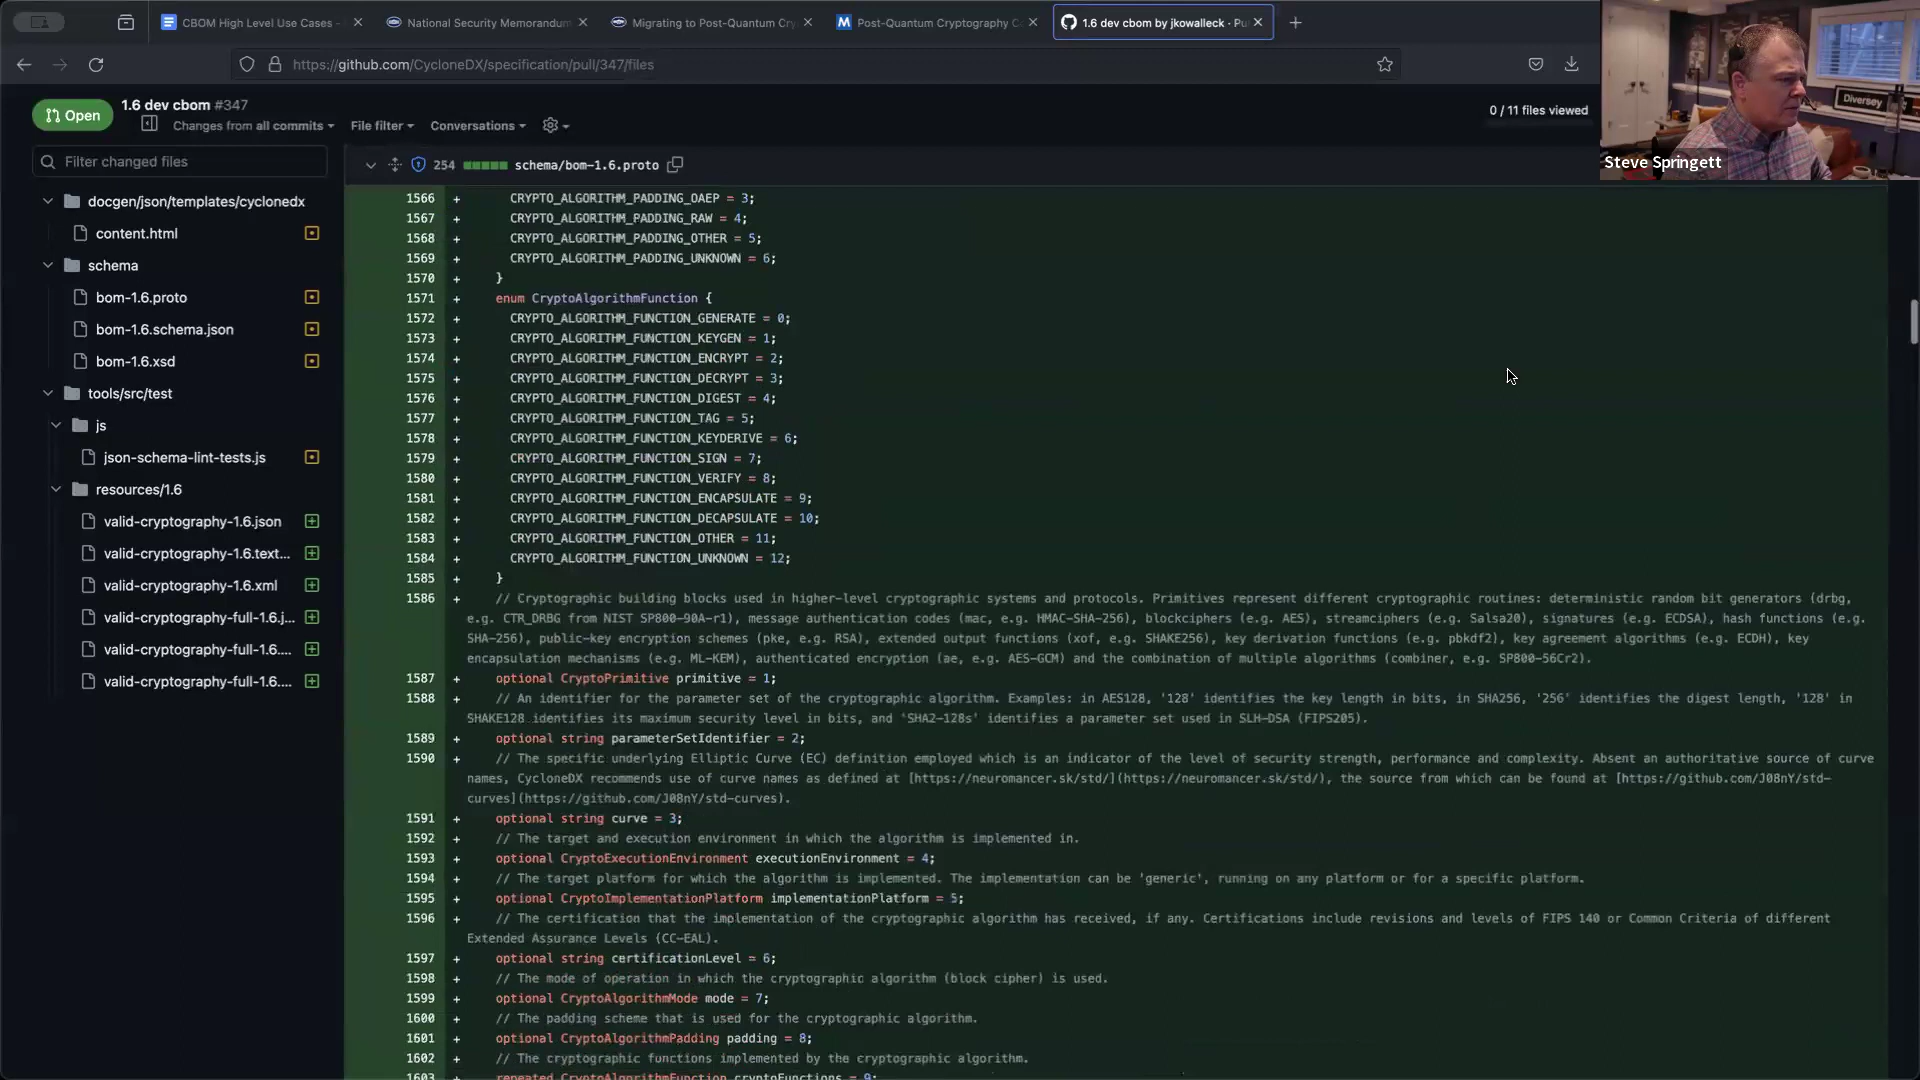 CBOM High Level Use Cases -
National Security Memorandum
Migrating to Post-Quantum Cry
Post-Quantum Cryptography C
1.6 dev cbom by jkowalleck · Pu
https://github.com/CycloneDX/specification/pull/347/files
Steve Springett
Diversey
Open
1.6 dev cbom #347
Changes from all commits
File filter
Conversations
0 / 11 files viewed
Filter changed files
docgen/json/templates/cyclonedx
content.html
schema
bom-1.6.proto
bom-1.6.schema.json
bom-1.6.xsd
tools/src/test
js
json-schema-lint-tests.js
resources/1.6
valid-cryptography-1.6.json
valid-cryptography-1.6.text...
valid-cryptography-1.6.xml
valid-cryptography-full-1.6.j...
valid-cryptography-full-1.6....
valid-cryptography-full-1.6....
254 schema/bom-1.6.proto
1566 + CRYPTO_ALGORITHM_PADDING_OAEP = 3;
1567 + CRYPTO_ALGORITHM_PADDING_RAW = 4;
1568 + CRYPTO_ALGORITHM_PADDING_OTHER = 5;
1569 + CRYPTO_ALGORITHM_PADDING_UNKNOWN = 6;
1570 + }
1571 + enum CryptoAlgorithmFunction {
1572 + CRYPTO_ALGORITHM_FUNCTION_GENERATE = 0;
1573 + CRYPTO_ALGORITHM_FUNCTION_KEYGEN = 1;
1574 + CRYPTO_ALGORITHM_FUNCTION_ENCRYPT = 2;
1575 + CRYPTO_ALGORITHM_FUNCTION_DECRYPT = 3;
1576 + CRYPTO_ALGORITHM_FUNCTION_DIGEST = 4;
1577 + CRYPTO_ALGORITHM_FUNCTION_TAG = 5;
1578 + CRYPTO_ALGORITHM_FUNCTION_KEYDERIVE = 6;
1579 + CRYPTO_ALGORITHM_FUNCTION_SIGN = 7;
1580 + CRYPTO_ALGORITHM_FUNCTION_VERIFY = 8;
1581 + CRYPTO_ALGORITHM_FUNCTION_ENCAPSULATE = 9;
1582 + CRYPTO_ALGORITHM_FUNCTION_DECAPSULATE = 10;
1583 + CRYPTO_ALGORITHM_FUNCTION_OTHER = 11;
1584 + CRYPTO_ALGORITHM_FUNCTION_UNKNOWN = 12;
1585 + }
1586 + // Cryptographic building blocks used in higher-level cryptographic systems and protocols. Primitives represent different cryptographic routines: deterministic random bit generators (drbg,
e.g. CTR_DRBG from NIST SP800-90A-r1), message authentication codes (mac, e.g. HMAC-SHA-256), blockciphers (e.g. AES), streamciphers (e.g. Salsa20), signatures (e.g. ECDSA), hash functions (e.g.
SHA-256), public-key encryption schemes (pke, e.g. RSA), extended output functions (xof, e.g. SHAKE256), key derivation functions (e.g. pbkdf2), key agreement algorithms (e.g. ECDH), key
encapsulation mechanisms (e.g. ML-KEM), authenticated encryption (ae, e.g. AES-GCM) and the combination of multiple algorithms (combiner, e.g. SP800-56Cr2).
1587 + optional CryptoPrimitive primitive = 1;
1588 + // An identifier for the parameter set of the cryptographic algorithm. Examples: in AES128, '128' identifies the key length in bits, in SHA256, '256' identifies the digest length, '128' in
SHAKE128 identifies its maximum security level in bits, and 'SHA2-128s' identifies a parameter set used in SLH-DSA (FIPS205).
1589 + optional string parameterSetIdentifier = 2;
1590 + // The specific underlying Elliptic Curve (EC) definition employed which is an indicator of the level of security strength, performance and complexity. Absent an authoritative source of curve
names, CycloneDX recommends use of curve names as defined at [https://neuromancer.sk/std/](https://neuromancer.sk/std/), the source from which can be found at [https://github.com/J08nY/std-
curves](https://github.com/J08nY/std-curves).
1591 + optional string curve = 3;
1592 + // The target and execution environment in which the algorithm is implemented in.
1593 + optional CryptoExecutionEnvironment executionEnvironment = 4;
1594 + // The target platform for which the algorithm is implemented. The implementation can be 'generic', running on any platform or for a specific platform.
1595 + optional CryptoImplementationPlatform implementationPlatform = 5;
1596 + // The certification that the implementation of the cryptographic algorithm has received, if any. Certifications include revisions and levels of FIPS 140 or Common Criteria of different
Extended Assurance Levels (CC-EAL).
1597 + optional string certificationLevel = 6;
1598 + // The mode of operation in which the cryptographic algorithm (block cipher) is used.
1599 + optional CryptoAlgorithmMode mode = 7;
1600 + // The padding scheme that is used for the cryptographic algorithm.
1601 + optional CryptoAlgorithmPadding padding = 8;
1602 + // The cryptographic functions implemented by the cryptographic algorithm.
1603 + repeated CryptoAlgorithmFunction cryptoFunctions = 9;